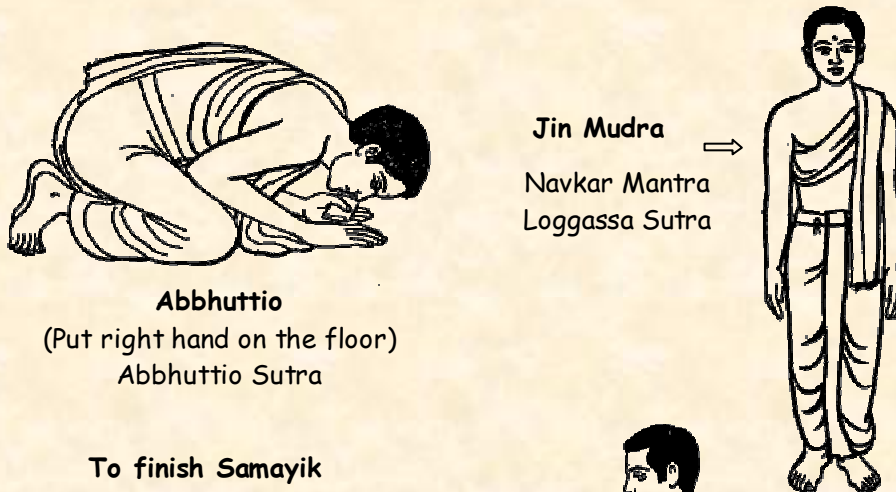 Jin Mudra
Navkar Mantra
Loggassa Sutra
Abbhuttio
(Put right hand on the floor)
Abbhuttio Sutra
To finish Samayik